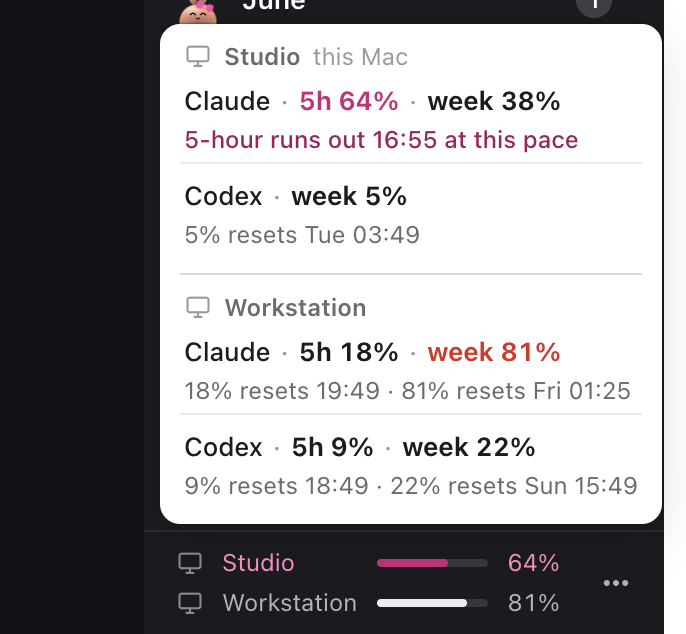 June
1
Studio this Mac
Claude · 5h 64% · week 38%
5-hour runs out 16:55 at this pace
Codex · week 5%
5% resets Tue 03:49
Workstation
Claude · 5h 18% · week 81%
18% resets 19:49 · 81% resets Fri 01:25
Codex · 5h 9% · week 22%
9% resets 18:49 · 22% resets Sun 15:49
Studio 64%
Workstation 81%